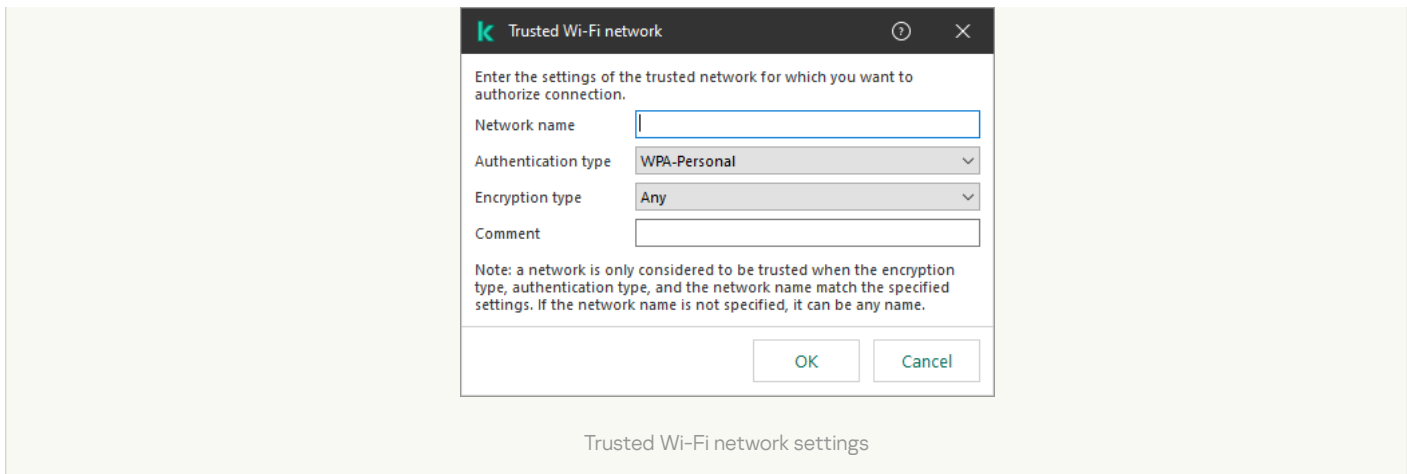 Trusted Wi-Fi network
Enter the settings of the trusted network for which you want to
authorize connection.
Network name
Authentication type WPA-Personal
Encryption type Any
Comment
Note: a network is only considered to be trusted when the encryption
type, authentication type, and the network name match the specified
settings. If the network name is not specified, it can be any name.
OK Cancel
Trusted Wi-Fi network settings